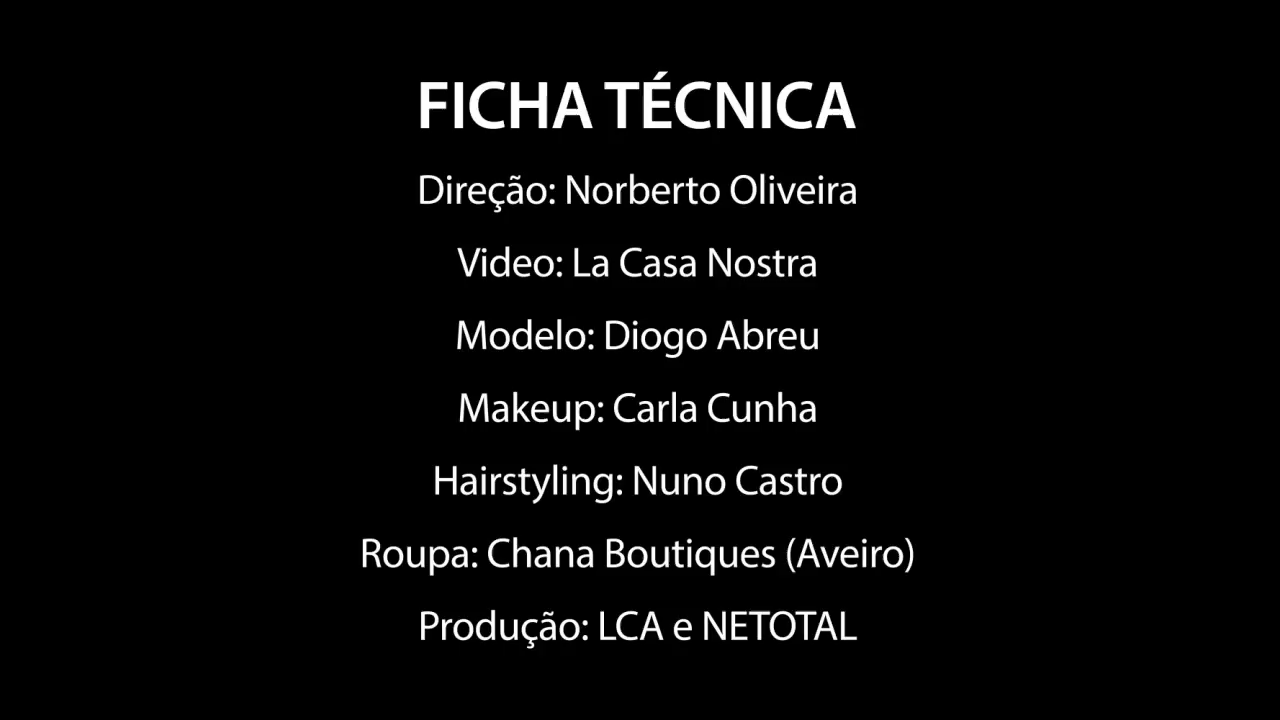 FICHA TÉCNICA
Direção: Norberto Oliveira
Video: La Casa Nostra
Modelo: Diogo Abreu
Makeup: Carla Cunha
Hairstyling: Nuno Castro
Roupa: Chana Boutiques (Aveiro)
Produção: LCA e NETOTAL